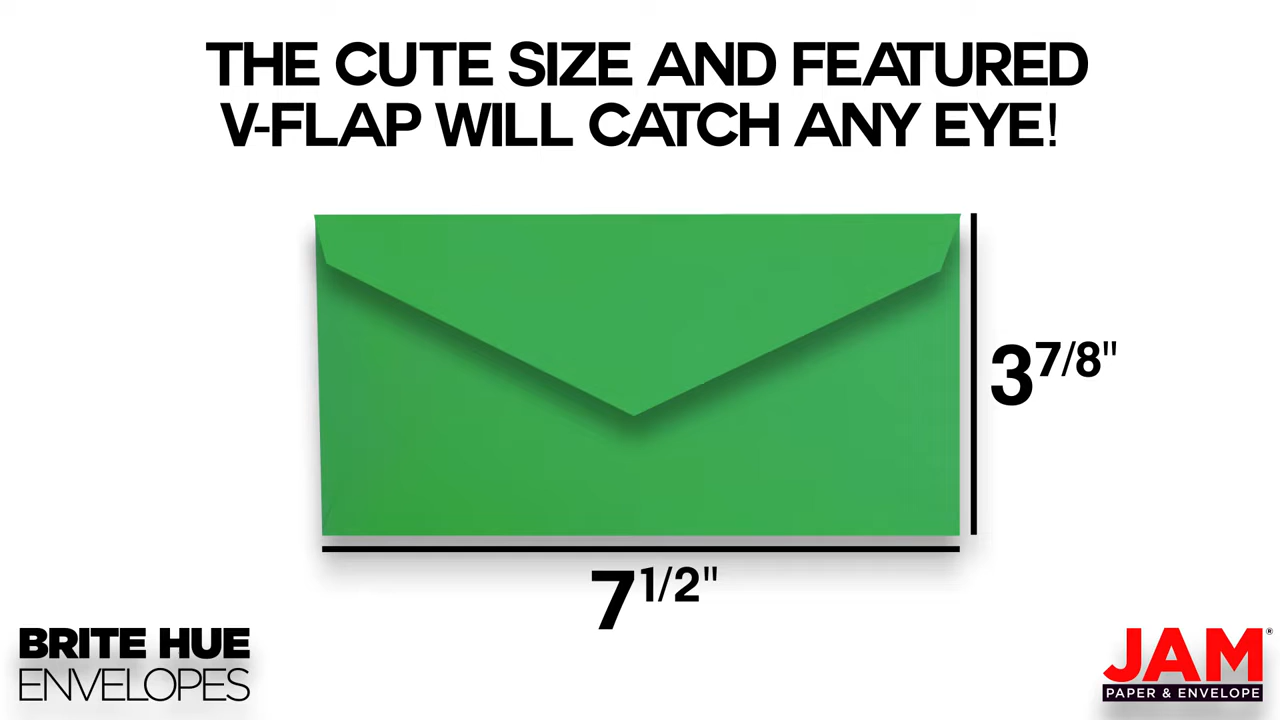 THE CUTE SIZE AND FEATURED
V-FLAP WILL CATCH ANY EYE!
3 7/8"
7 1/2"
BRITE HUE
ENVELOPES
JAM®
PAPER & ENVELOPE